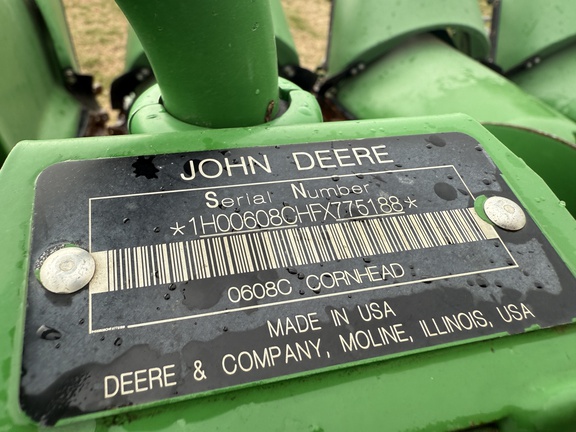 JOHN DEERE
Serial Number
*1H00608CHFX775188*
0608C CORNHEAD
MADE IN USA
DEERE & COMPANY, MOLINE, ILLINOIS, USA